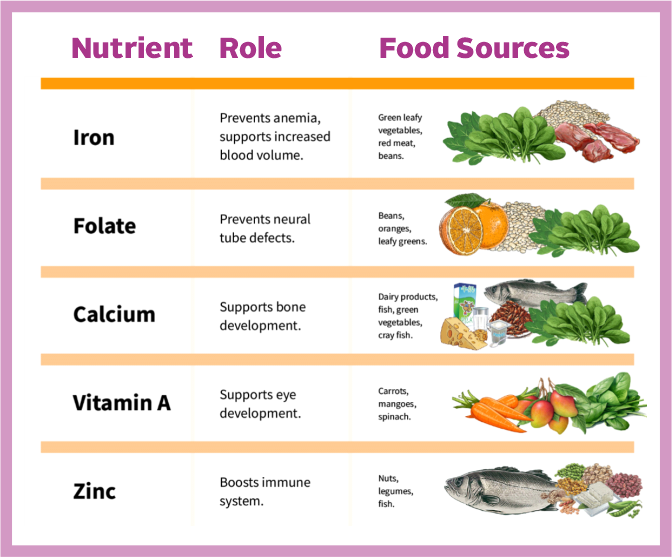 Nutrient Role Food Sources
Iron
Prevents anemia,
supports increased
blood volume.
Green leafy
vegetables,
red meat,
beans.
Folate
Prevents neural
tube defects.
Beans,
oranges,
leafy greens.
Calcium
Supports bone
development.
Dairy products,
fish, green
vegetables,
cray fish.
Vitamin A
Supports eye
development.
Carrots,
mangoes,
spinach.
Zinc
Boosts immune
system.
Nuts,
legumes,
fish.